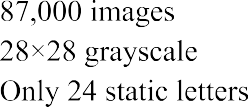 87,000 images
28×28 grayscale
Only 24 static letters